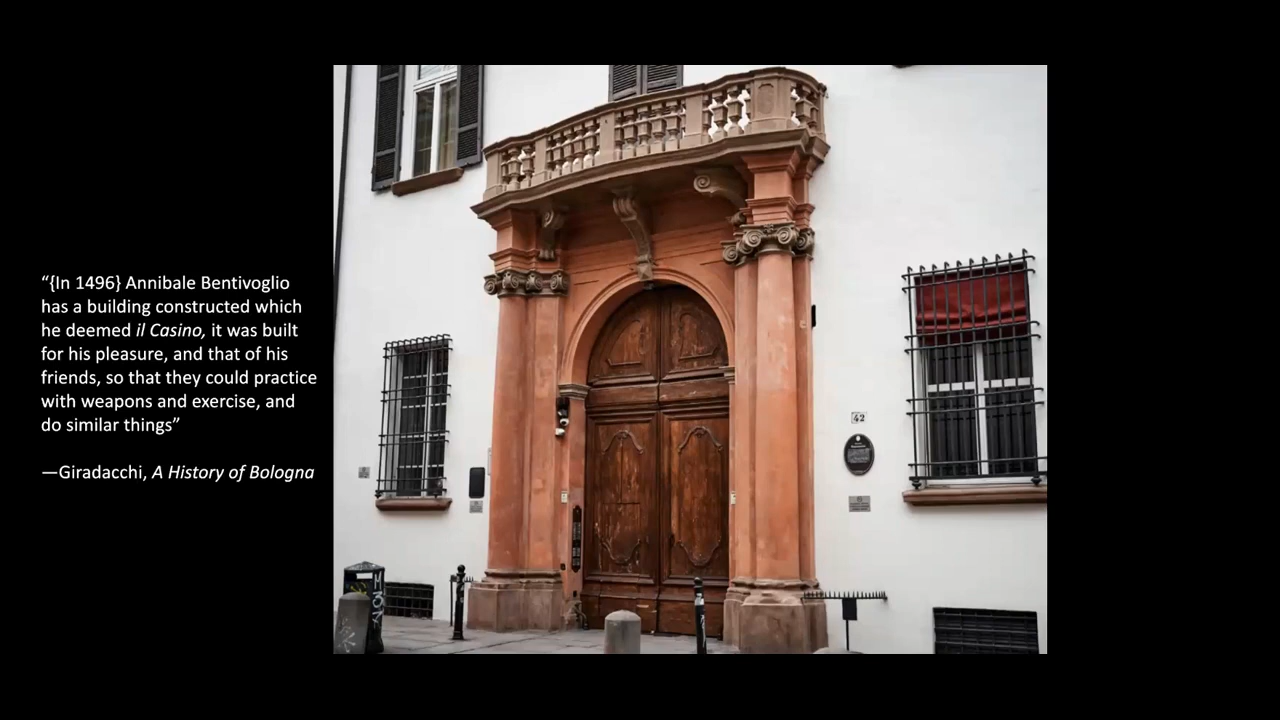 “{In 1496} Annibale Bentivoglio
has a building constructed which
he deemed il Casino, it was built
for his pleasure, and that of his
friends, so that they could practice
with weapons and exercise, and
do similar things”
—Giradacchi, A History of Bologna
42